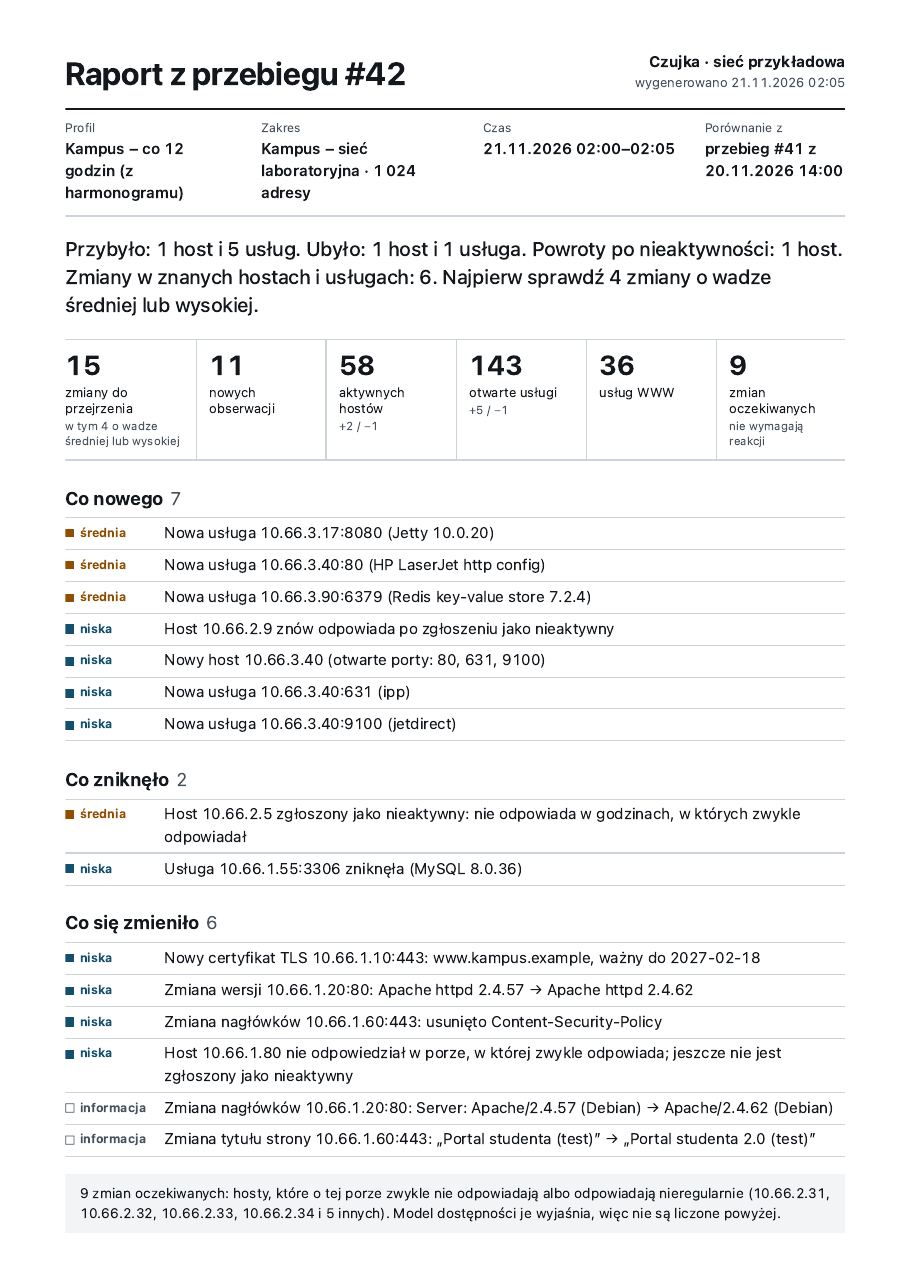 Raport z przebiegu #42
Czujka · sieć przykładowa
wygenerowano 21.11.2026 02:05
Profil
Kampus – co 12
godzin (z
harmonogramu)
Zakres
Kampus – sieć
laboratoryjna · 1 024
adresy
Czas
21.11.2026 02:00–02:05
Porównanie z
przebieg #41 z
20.11.2026 14:00
Przybyło: 1 host i 5 usług. Ubyło: 1 host i 1 usługa. Powroty po nieaktywności: 1 host.
Zmiany w znanych hostach i usługach: 6. Najpierw sprawdź 4 zmiany o wadze
średniej lub wysokiej.
15
zmiany do
przejrzenia
w tym 4 o wadze
średniej lub wysokiej
11
nowych
obserwacji
58
aktywnych
hostów
+2 / −1
143
otwarte usługi
+5 / −1
36
usług WWW
9
zmian
oczekiwanych
nie wymagają
reakcji
Co nowego 7
średnia Nowa usługa 10.66.3.17:8080 (Jetty 10.0.20)
średnia Nowa usługa 10.66.3.40:80 (HP LaserJet http config)
średnia Nowa usługa 10.66.3.90:6379 (Redis key-value store 7.2.4)
niska Host 10.66.2.9 znów odpowiada po zgłoszeniu jako nieaktywny
niska Nowy host 10.66.3.40 (otwarte porty: 80, 631, 9100)
niska Nowa usługa 10.66.3.40:631 (ipp)
niska Nowa usługa 10.66.3.40:9100 (jetdirect)
Co zniknęło 2
średnia Host 10.66.2.5 zgłoszony jako nieaktywny: nie odpowiada w godzinach, w których zwykle
odpowiadał
niska Usługa 10.66.1.55:3306 zniknęła (MySQL 8.0.36)
Co się zmieniło 6
niska Nowy certyfikat TLS 10.66.1.10:443: www.kampus.example, ważny do 2027-02-18
niska Zmiana wersji 10.66.1.20:80: Apache httpd 2.4.57 → Apache httpd 2.4.62
niska Zmiana nagłówków 10.66.1.60:443: usunięto Content-Security-Policy
niska Host 10.66.1.80 nie odpowiedział w porze, w której zwykle odpowiada; jeszcze nie jest
zgłoszony jako nieaktywny
informacja Zmiana nagłówków 10.66.1.20:80: Server: Apache/2.4.57 (Debian) → Apache/2.4.62 (Debian)
informacja Zmiana tytułu strony 10.66.1.60:443: „Portal studenta (test)” → „Portal studenta 2.0 (test)”
9 zmian oczekiwanych: hosty, które o tej porze zwykle nie odpowiadają albo odpowiadają nieregularnie (10.66.2.31,
10.66.2.32, 10.66.2.33, 10.66.2.34 i 5 innych). Model dostępności je wyjaśnia, więc nie są liczone powyżej.